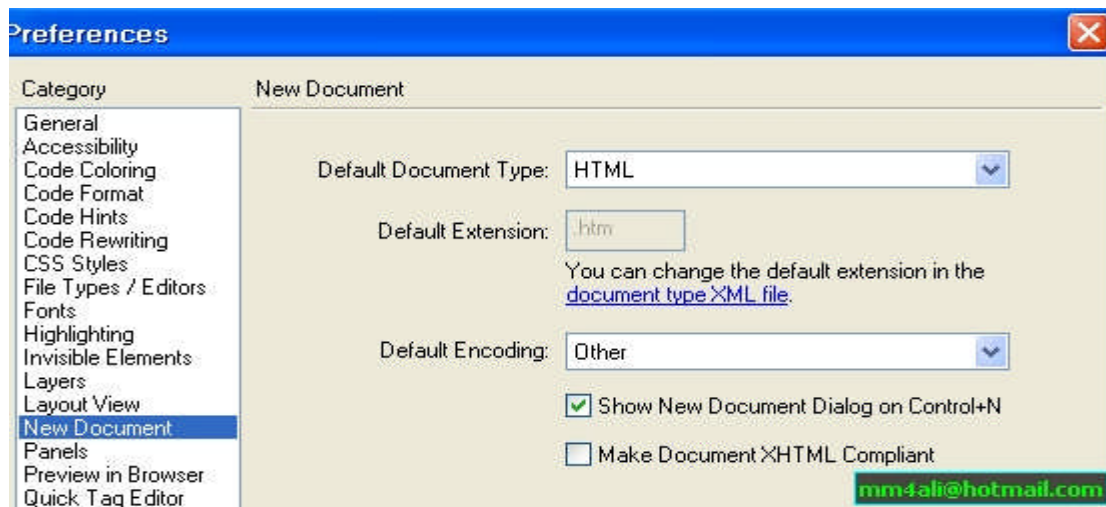 Preferences
Category
General
Accessibility
Code Coloring
Code Format
Code Hints
Code Rewriting
CSS Styles
File Types / Editors
Fonts
Highlighting
Invisible Elements
Layers
Layout View
New Document
Panels
Preview in Browser
Quick Tag Editor
New Document
Default Document Type: HTML
Default Extension: .htm
You can change the default extension in the
document type XML file.
Default Encoding: Other
Show New Document Dialog on Control+N
Make Document XHTML Compliant
mm4ali@hotmail.com